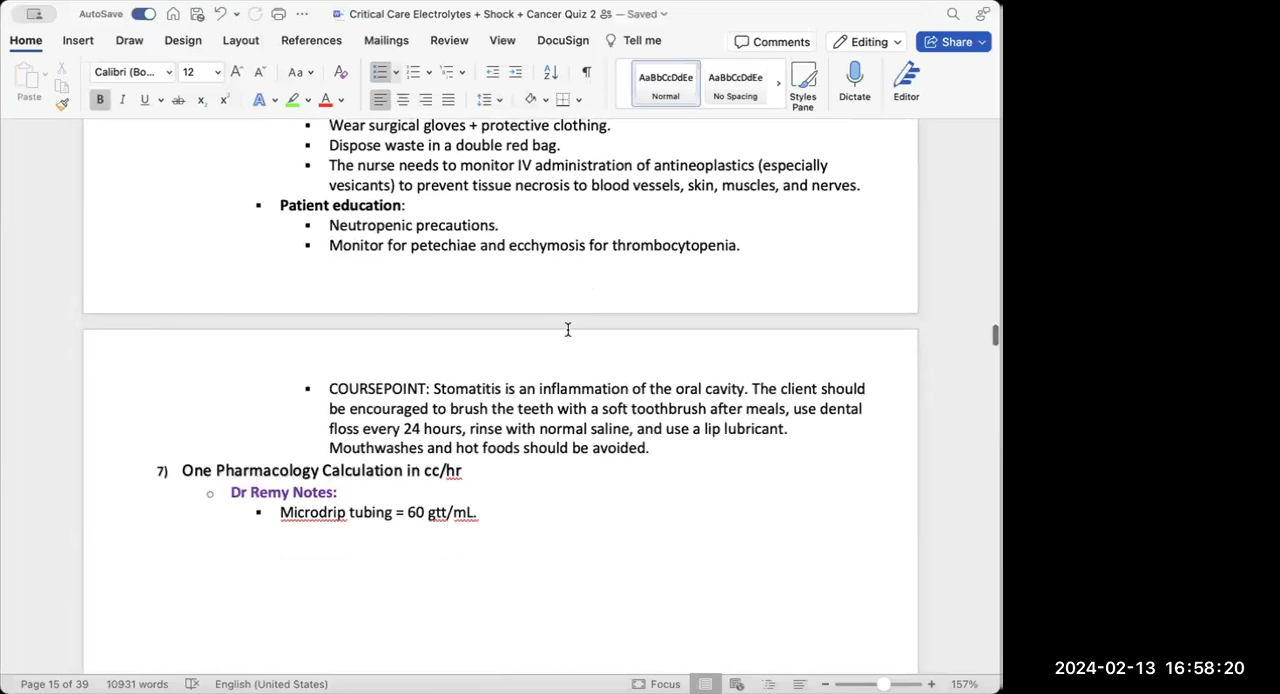 AutoSave
Critical Care Electrolytes + Shock + Cancer Quiz 2
— Saved
Home Insert Draw Design Layout References Mailings Review View DocuSign Tell me
Comments Editing Share
Paste
Calibri (Bo... 12 A A Aa A
AaBbCcDdEe AaBbCcDdEe
Normal No Spacing
Styles Pane
Dictate Editor
B I U ab x₂ x² A A
▪ Wear surgical gloves + protective clothing.
▪ Dispose waste in a double red bag.
▪ The nurse needs to monitor IV administration of antineoplastics (especially
vesicants) to prevent tissue necrosis to blood vessels, skin, muscles, and nerves.
▪ Patient education:
▪ Neutropenic precautions.
▪ Monitor for petechiae and ecchymosis for thrombocytopenia.
▪ COURSEPOINT: Stomatitis is an inflammation of the oral cavity. The client should
be encouraged to brush the teeth with a soft toothbrush after meals, use dental
floss every 24 hours, rinse with normal saline, and use a lip lubricant.
Mouthwashes and hot foods should be avoided.
7) One Pharmacology Calculation in cc/hr
o Dr Remy Notes:
▪ Microdrip tubing = 60 gtt/mL.
Page 15 of 39 10931 words English (United States) Focus 157%
2024-02-13 16:58:20